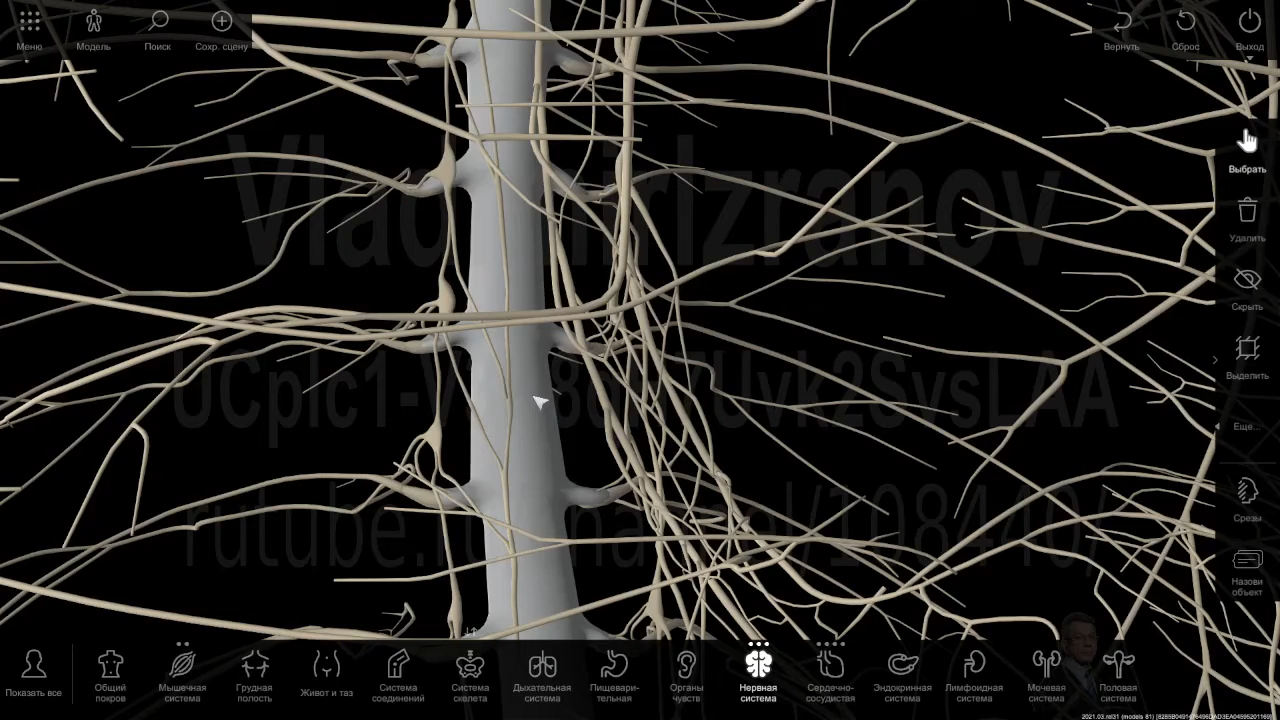 Меню
Модель
Поиск
Сохр. сцену
Вернуть
Сброс
Выход
Выбрать
Удалить
Скрыть
Выделить
Еще...
Срезы
Назови
объект
Показать все
Общий
покров
Мышечная
система
Грудная
полость
Живот и таз
Система
соединений
Система
скелета
Дыхательная
система
Пищевари-
тельная
Органы
чувств
Нервная
система
Сердечно-
сосудистая
Эндокринная
система
Лимфоидная
система
Мочевая
система
Половая
система